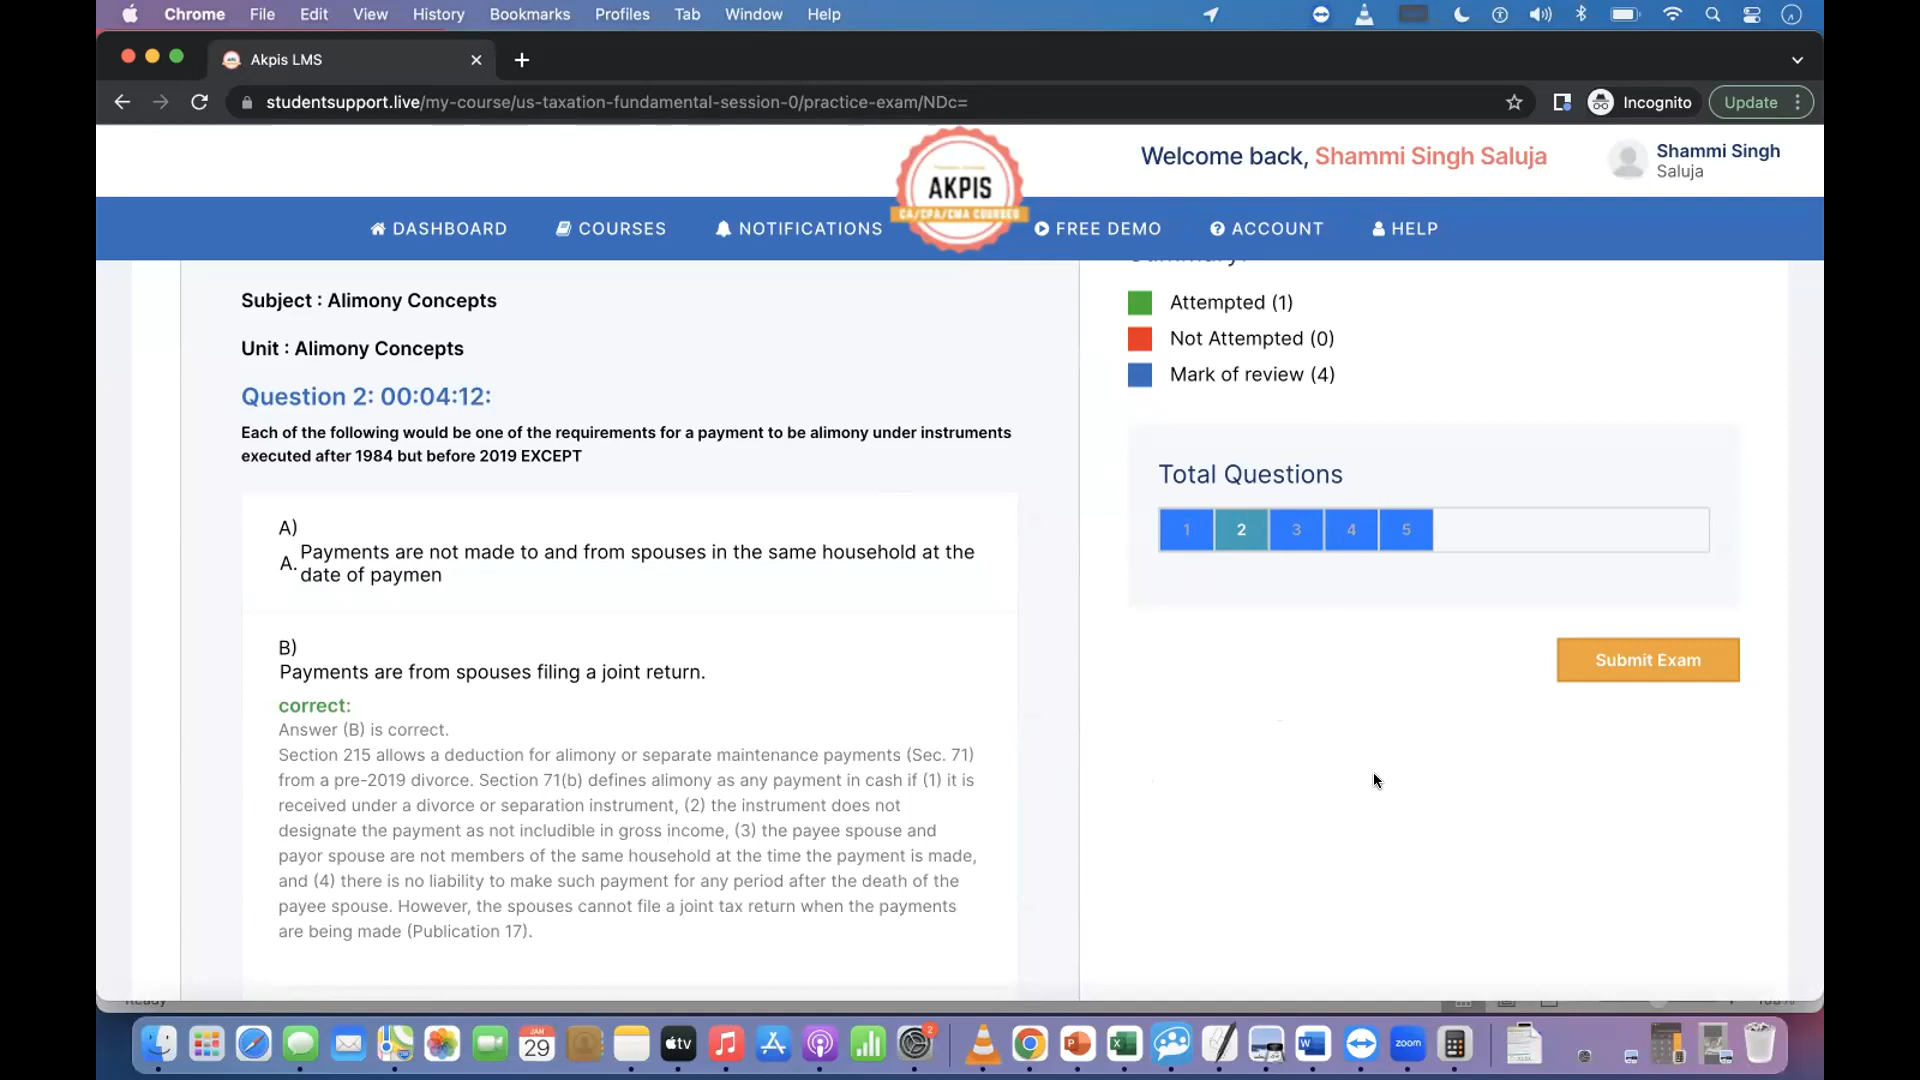 Chrome File Edit View History Bookmarks Profiles Tab Window Help
Akpis LMS
studentsupport.live/my-course/us-taxation-fundamental-session-0/practice-exam/NDc=
Incognito
Update
AKPIS
CA/CPA/CMA COURSES
Welcome back, Shammi Singh Saluja
Shammi Singh
Saluja
DASHBOARD COURSES NOTIFICATIONS FREE DEMO ACCOUNT HELP
Subject : Alimony Concepts
Unit : Alimony Concepts
Question 2: 00:04:12:
Each of the following would be one of the requirements for a payment to be alimony under instruments
executed after 1984 but before 2019 EXCEPT
A)
A. Payments are not made to and from spouses in the same household at the
date of paymen
B)
Payments are from spouses filing a joint return.
correct:
Answer (B) is correct.
Section 215 allows a deduction for alimony or separate maintenance payments (Sec. 71)
from a pre-2019 divorce. Section 71(b) defines alimony as any payment in cash if (1) it is
received under a divorce or separation instrument, (2) the instrument does not
designate the payment as not includible in gross income, (3) the payee spouse and
payor spouse are not members of the same household at the time the payment is made,
and (4) there is no liability to make such payment for any period after the death of the
payee spouse. However, the spouses cannot file a joint tax return when the payments
are being made (Publication 17).
Attempted (1)
Not Attempted (0)
Mark of review (4)
Total Questions
1 2 3 4 5
Submit Exam
Ready
JAN
29
tv
2
zoom